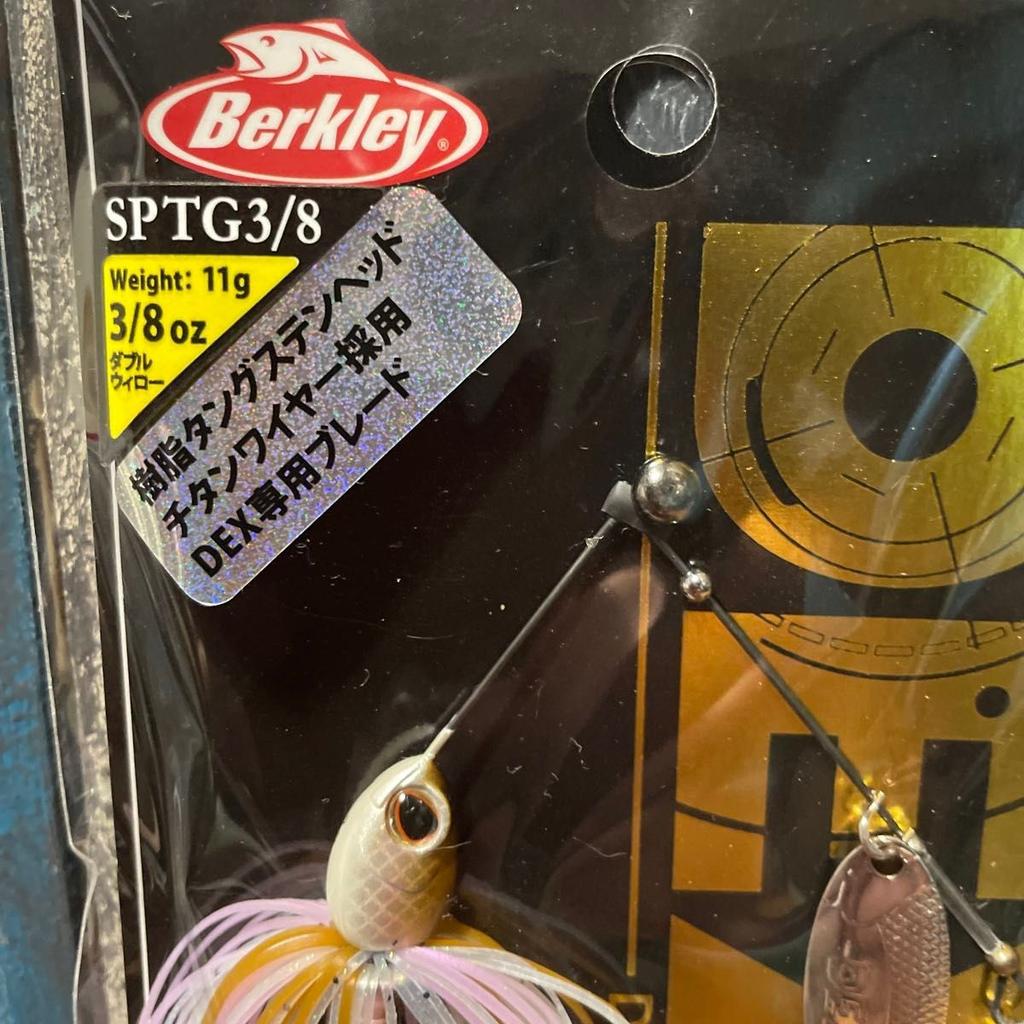 Berkley®
SPTG3/8
Weight: 11g
3/8 oz
ダブル
ウィロー
樹脂タングステンヘッド
チタンワイヤー採用
DEX専用ブレード